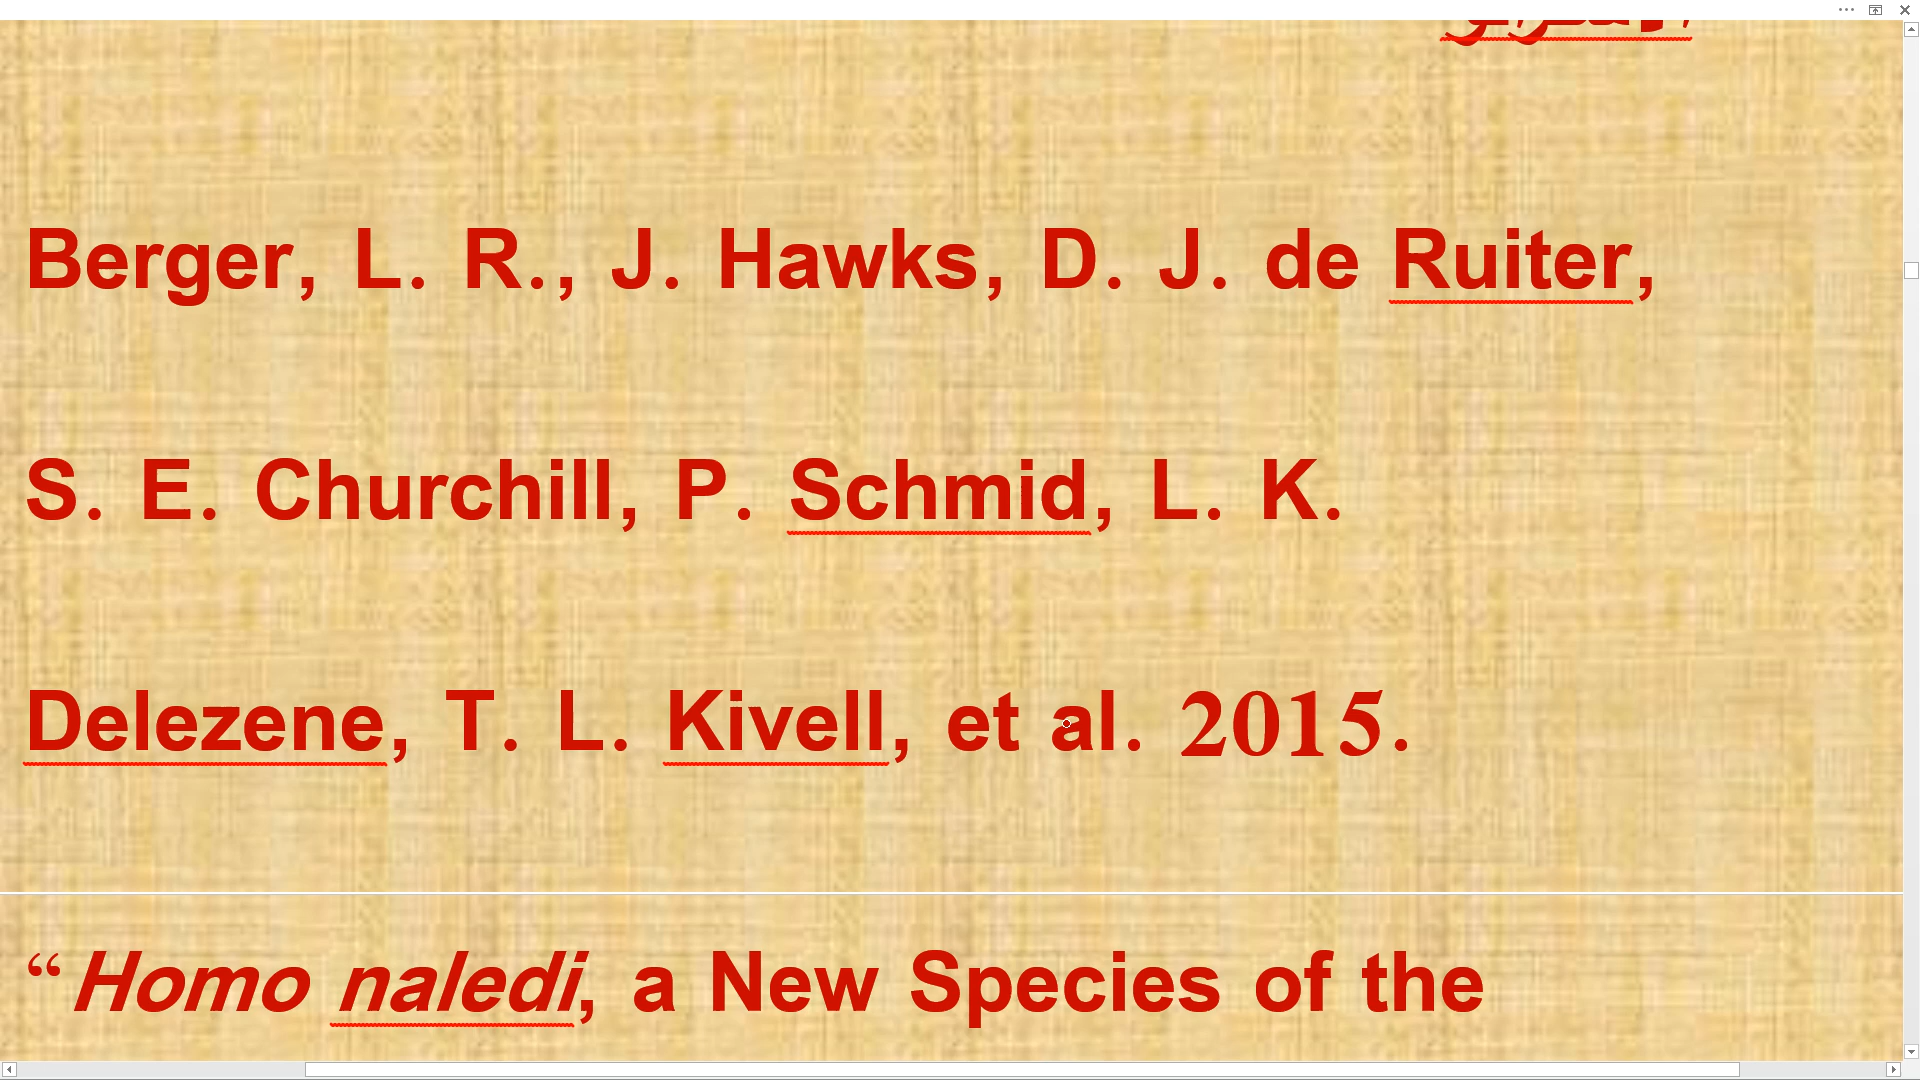 Berger, L. R., J. Hawks, D. J. de Ruiter,
S. E. Churchill, P. Schmid, L. K.
Delezene, T. L. Kivell, et al. 2015.
“Homo naledi, a New Species of the